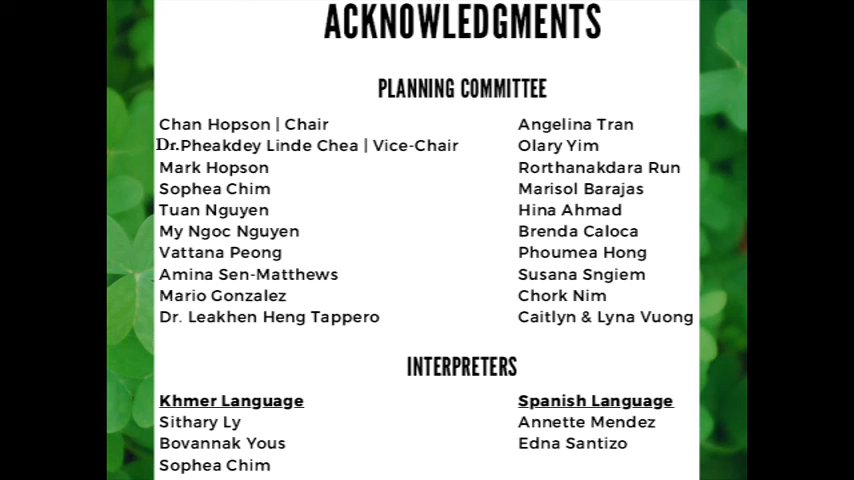 ACKNOWLEDGMENTS
PLANNING COMMITTEE
Chan Hopson | Chair
Dr.Pheakdey Linde Chea | Vice-Chair
Mark Hopson
Sophea Chim
Tuan Nguyen
My Ngoc Nguyen
Vattana Peong
Amina Sen-Matthews
Mario Gonzalez
Dr. Leakhen Heng Tappero
Angelina Tran
Olary Yim
Rorthanakdara Run
Marisol Barajas
Hina Ahmad
Brenda Caloca
Phoumea Hong
Susana Sngiem
Chork Nim
Caitlyn & Lyna Vuong
INTERPRETERS
Khmer Language
Sithary Ly
Bovannak Yous
Sophea Chim
Spanish Language
Annette Mendez
Edna Santizo